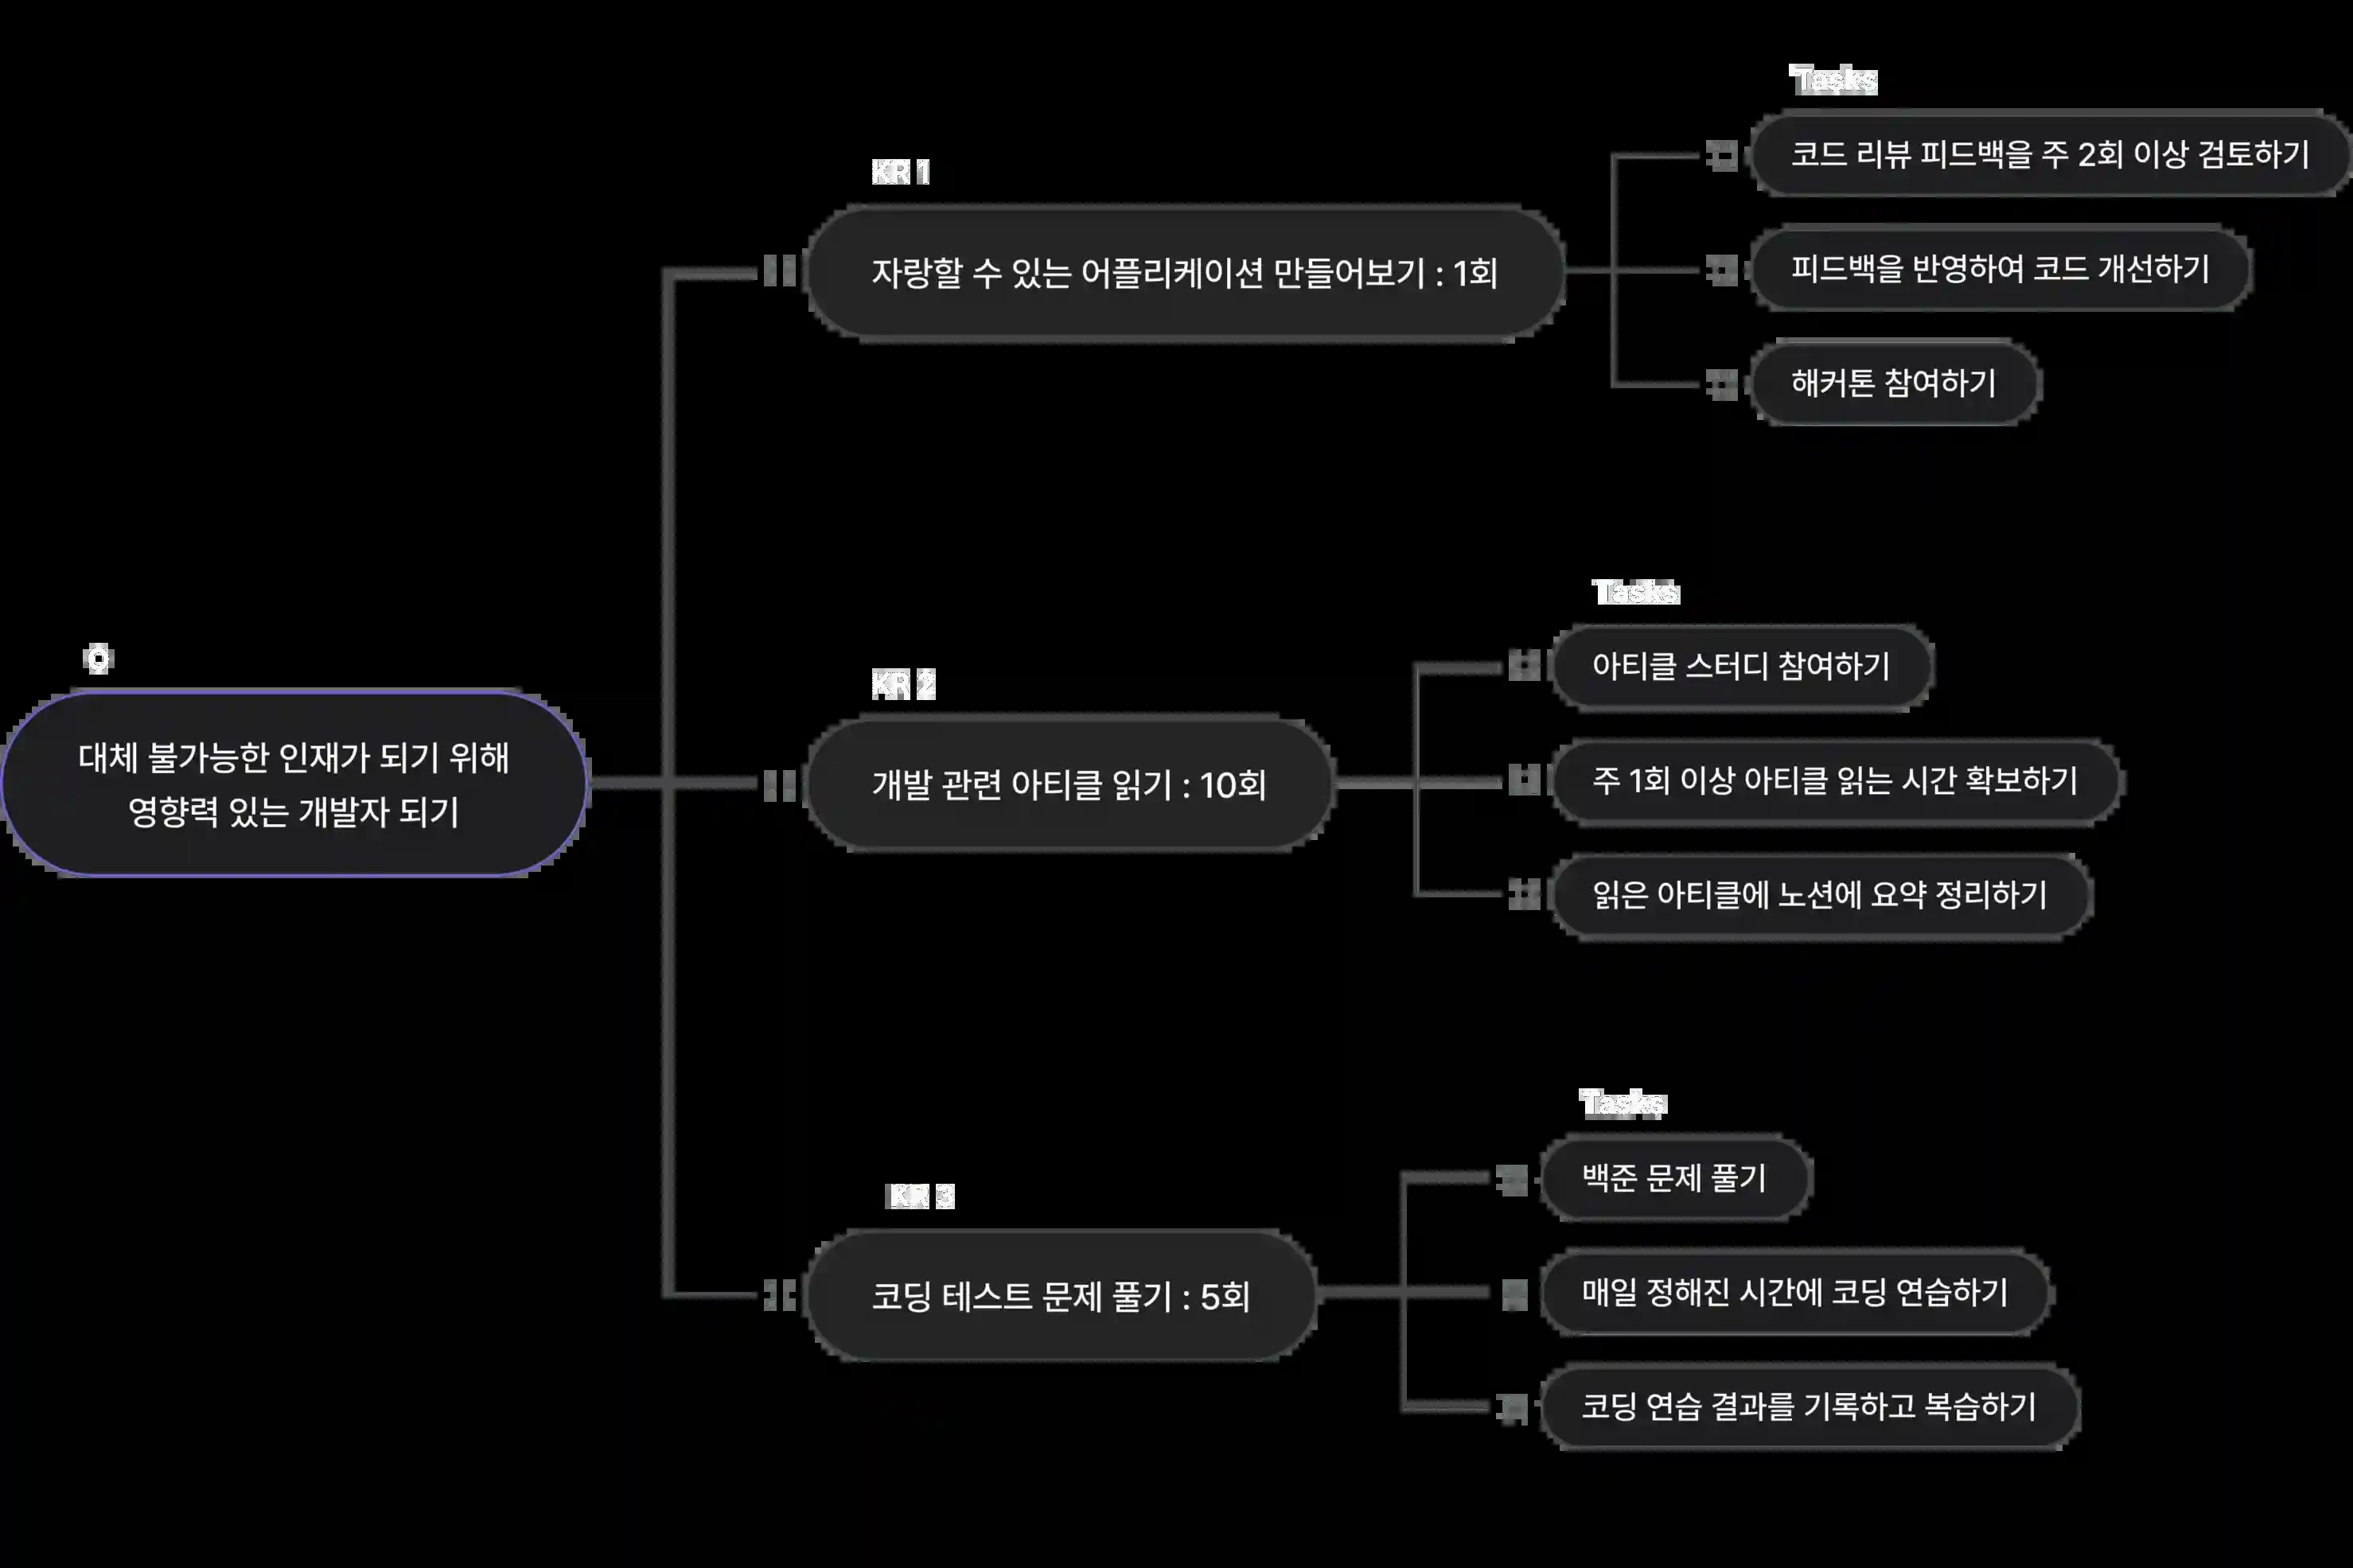 O
대체 불가능한 인재가 되기 위해
영향력 있는 개발자 되기
KR 1
자랑할 수 있는 어플리케이션 만들어보기 : 1회
Tasks
코드 리뷰 피드백을 주 2회 이상 검토하기
피드백을 반영하여 코드 개선하기
해커톤 참여하기
KR 2
개발 관련 아티클 읽기 : 10회
Tasks
아티클 스터디 참여하기
주 1회 이상 아티클 읽는 시간 확보하기
읽은 아티클에 노션에 요약 정리하기
KR 3
코딩 테스트 문제 풀기 : 5회
Tasks
백준 문제 풀기
매일 정해진 시간에 코딩 연습하기
코딩 연습 결과를 기록하고 복습하기